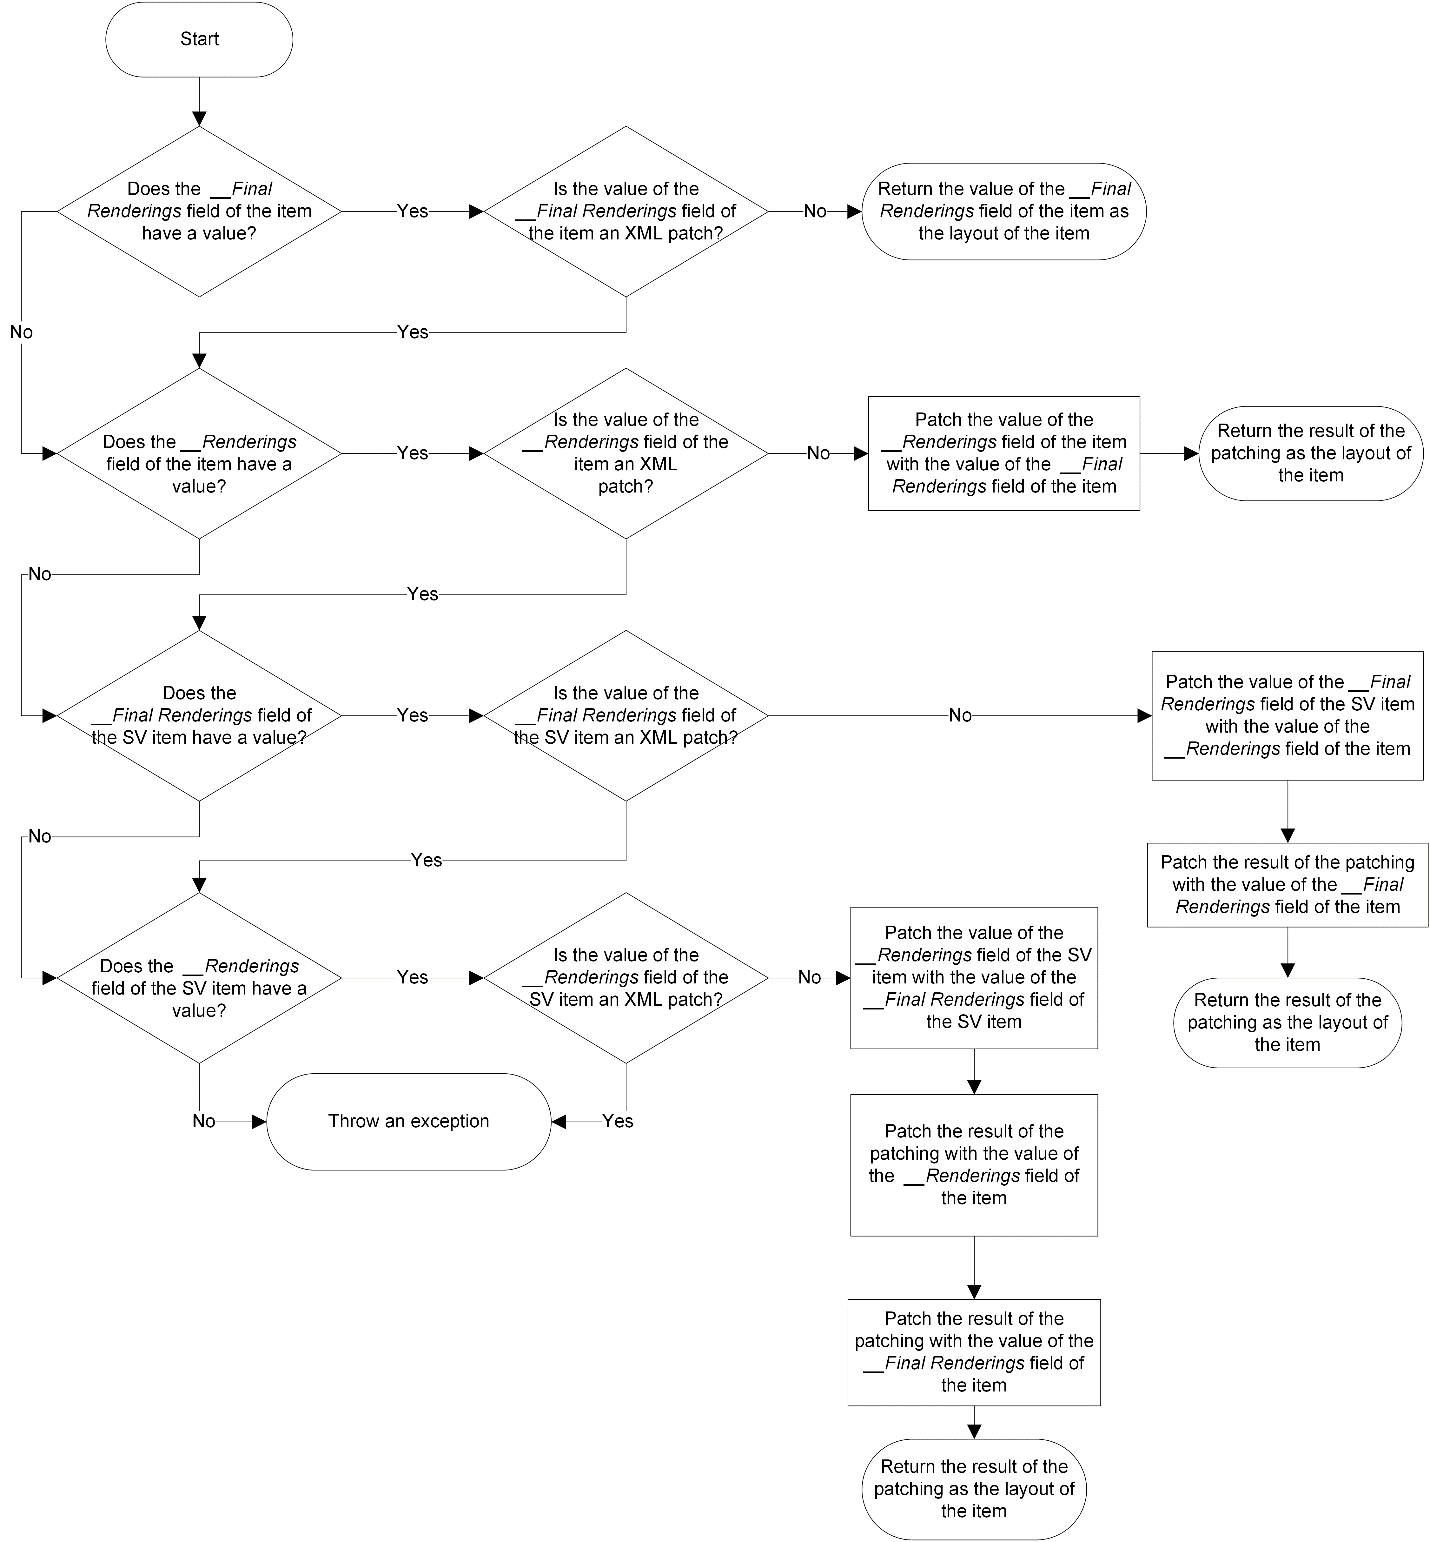 Start
Does the __Final
Renderings field of the item
have a value?
Yes
Is the value of the
__Final Renderings field of
the item an XML patch?
No
Return the value of the __Final
Renderings field of the item as
the layout of the item
No
Yes
Does the __Renderings
field of the item have a
value?
Yes
Is the value of the
__Renderings field of the
item an XML
patch?
No
Patch the value of the
__Renderings field of the item
with the value of the __Final
Renderings field of the item
Return the result of the
patching as the layout of
the item
No
Yes
Does the
__Final Renderings field of
the SV item have a value?
Yes
Is the value of the
__Final Renderings field of
the SV item an XML patch?
No
Patch the value of the __Final
Renderings field of the SV item
with the value of the
__Renderings field of the item
No
Yes
Patch the result of the patching
with the value of the __Final
Renderings field of the item
Return the result of the
patching as the layout of
the item
Does the __Renderings
field of the SV item have a
value?
Yes
Is the value of the
__Renderings field of the
SV item an XML patch?
No
Patch the value of the
__Renderings field of the SV
item with the value of the
__Final Renderings field of
the SV item
No
Throw an exception
Yes
Patch the result of the
patching with the value of
the __Renderings field of
the item
Patch the result of the
patching with the value of the
__Final Renderings field of
the item
Return the result of the
patching as the layout of
the item